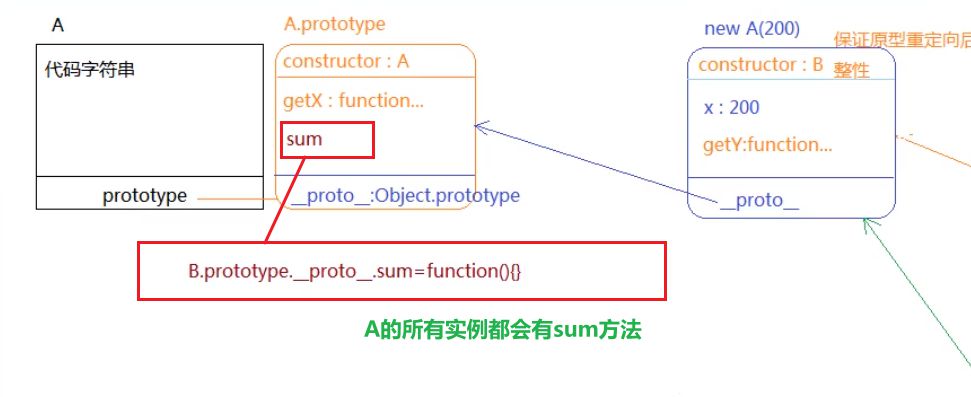 A
代码字符串
prototype
A.prototype
constructor : A
getX : function...
sum
__proto__:Object.prototype
new A(200)
constructor : B
x : 200
getY:function...
__proto__
保证原型重定向后
整性
B.prototype.__proto__.sum=function(){}
A的所有实例都会有sum方法